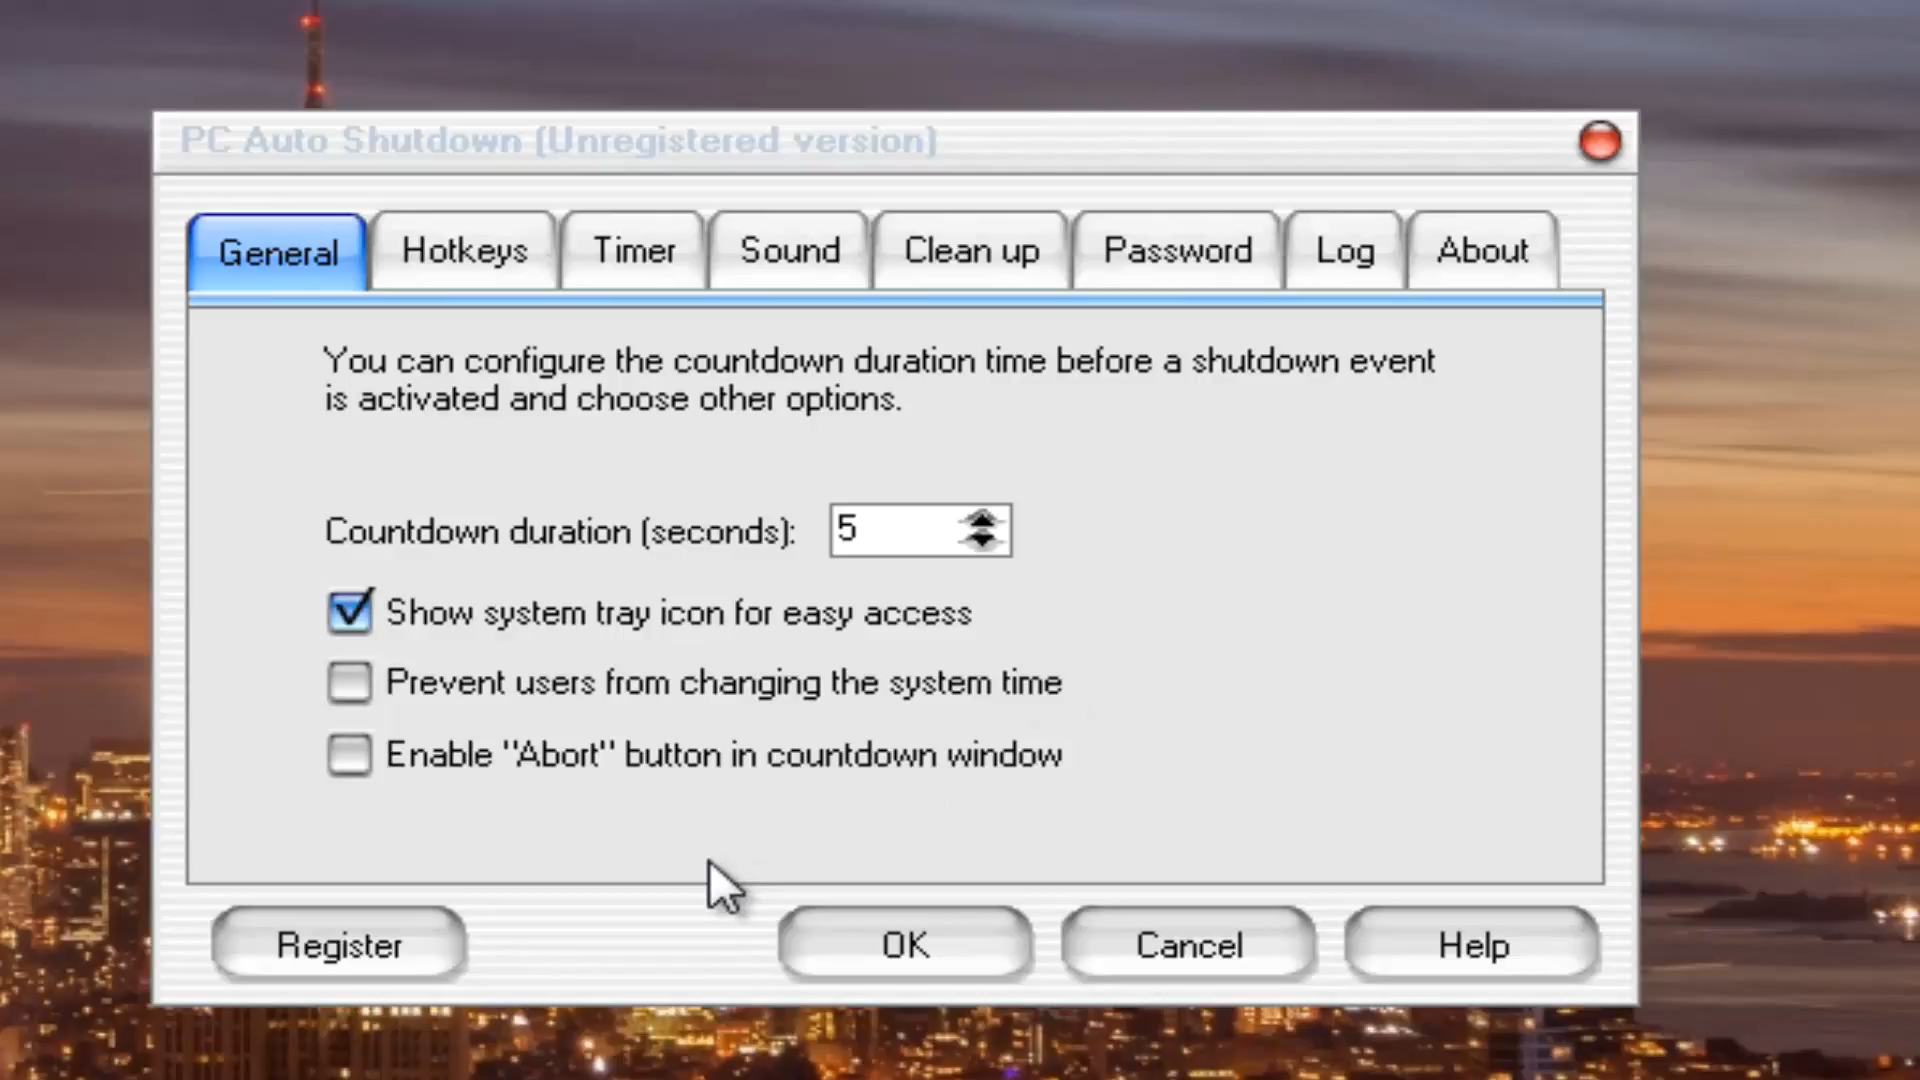 PC Auto Shutdown (Unregistered version)
General Hotkeys Timer Sound Clean up Password Log About
You can configure the countdown duration time before a shutdown event
is activated and choose other options.
Countdown duration (seconds): 5
Show system tray icon for easy access
Prevent users from changing the system time
Enable "Abort" button in countdown window
Register OK Cancel Help